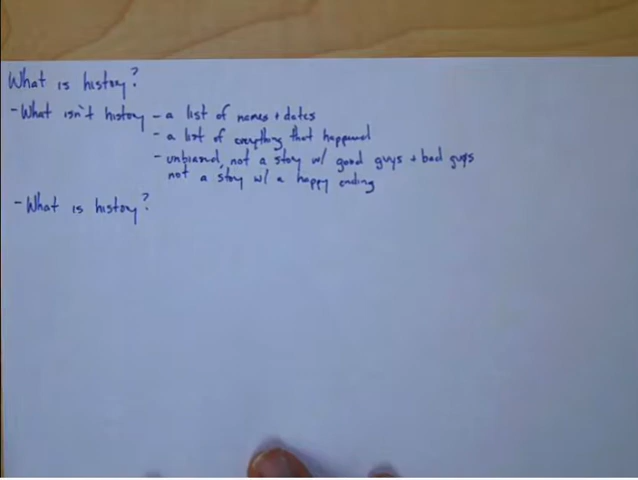 What is history?
- What isn't history - a list of names + dates
- a list of everything that happened
- unbiased, not a story w/ good guys + bad guys
not a story w/ a happy ending
- What is history?